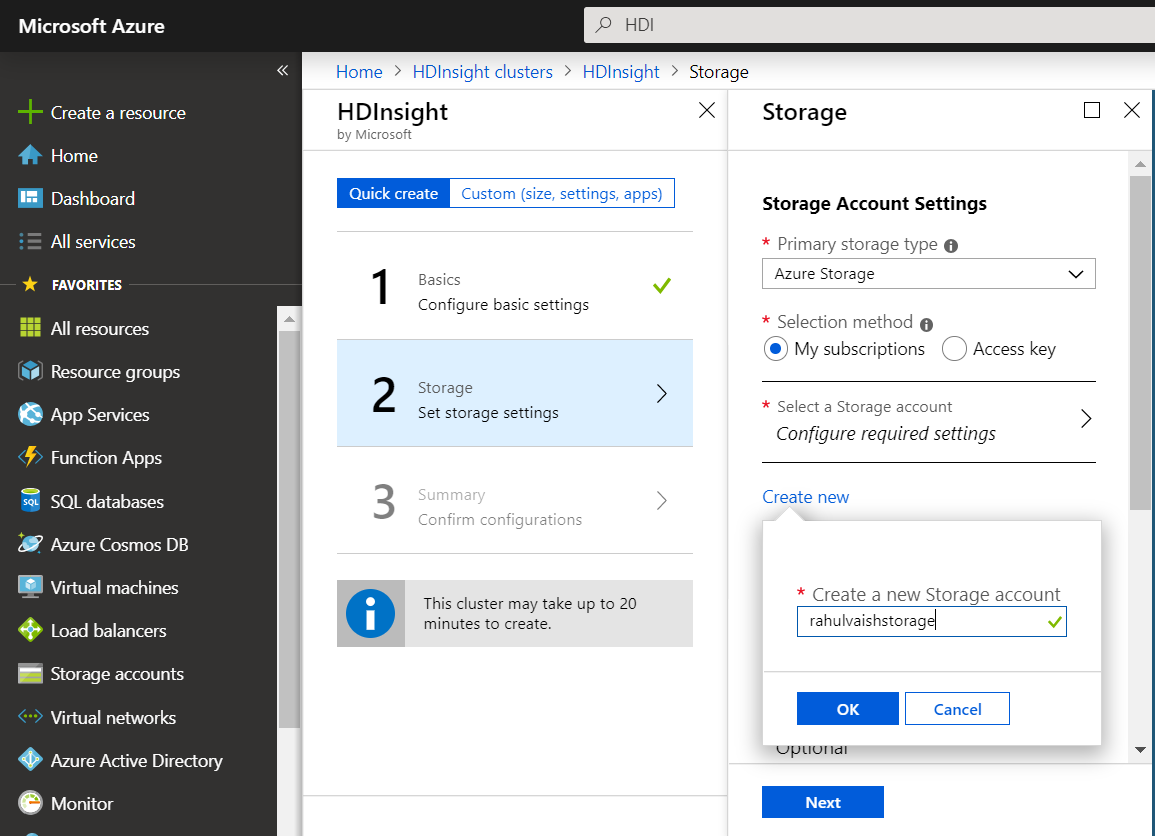 Microsoft Azure
HDI
Home > HDInsight clusters > HDInsight > Storage
«
Create a resource
Home
Dashboard
All services
FAVORITES
All resources
Resource groups
App Services
Function Apps
SQL databases
Azure Cosmos DB
Virtual machines
Load balancers
Storage accounts
Virtual networks
Azure Active Directory
Monitor
HDInsight
by Microsoft
Quick create
Custom (size, settings, apps)
1
Basics
Configure basic settings
2
Storage
Set storage settings
3
Summary
Confirm configurations
This cluster may take up to 20
minutes to create.
Storage
Storage Account Settings
* Primary storage type
Azure Storage
* Selection method
My subscriptions
Access key
* Select a Storage account
Configure required settings
Create new
* Create a new Storage account
rahulvaishstorage
OK
Cancel
Optional
Next